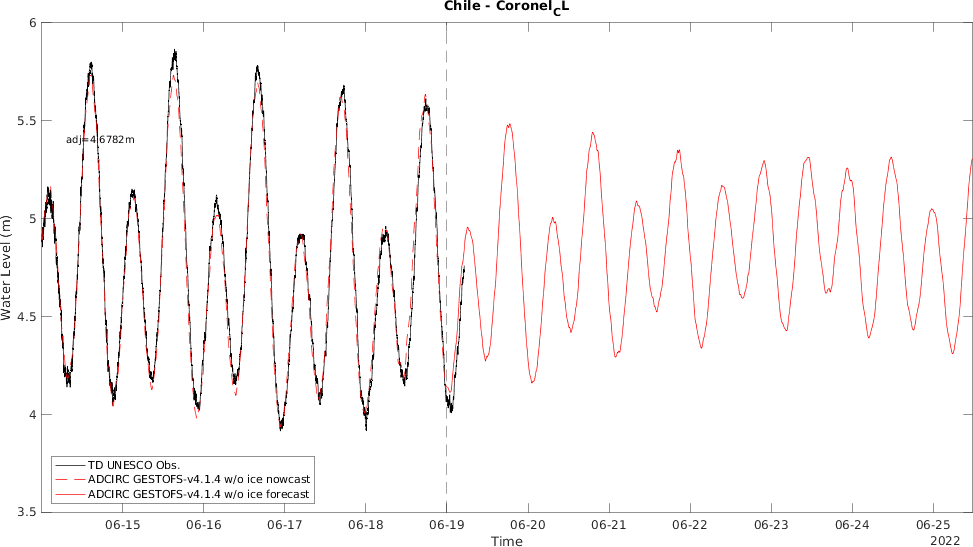 Chile - Coronel_CL
6
5.5
5
4.5
4
3.5
Water Level (m)
adj=4.6782m
TD UNESCO Obs.
ADCIRC GESTOFS-v4.1.4 w/o ice nowcast
ADCIRC GESTOFS-v4.1.4 w/o ice forecast
06-15 06-16 06-17 06-18 06-19 06-20 06-21 06-22 06-23 06-24 06-25
Time
2022